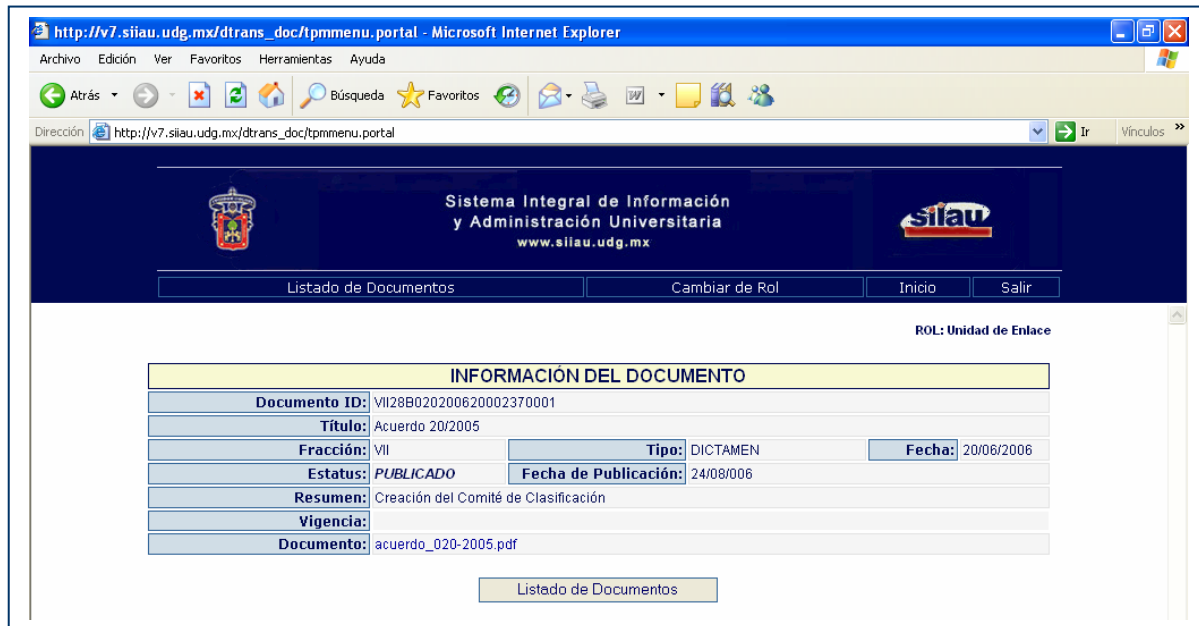 http://v7.siiau.udg.mx/dtrans_doc/tpmmenu.portal - Microsoft Internet Explorer
Archivo Edición Ver Favoritos Herramientas Ayuda
Atrás Búsqueda Favoritos
Dirección http://v7.siiau.udg.mx/dtrans_doc/tpmmenu.portal Ir Vínculos »
Sistema Integral de Información
y Administración Universitaria
www.siiau.udg.mx
siiau
Listado de Documentos Cambiar de Rol Inicio Salir
ROL: Unidad de Enlace
INFORMACIÓN DEL DOCUMENTO
Documento ID: VII28B020200620002370001
Título: Acuerdo 20/2005
Fracción: VII Tipo: DICTAMEN Fecha: 20/06/2006
Estatus: PUBLICADO Fecha de Publicación: 24/08/006
Resumen: Creación del Comité de Clasificación
Vigencia:
Documento: acuerdo_020-2005.pdf
Listado de Documentos